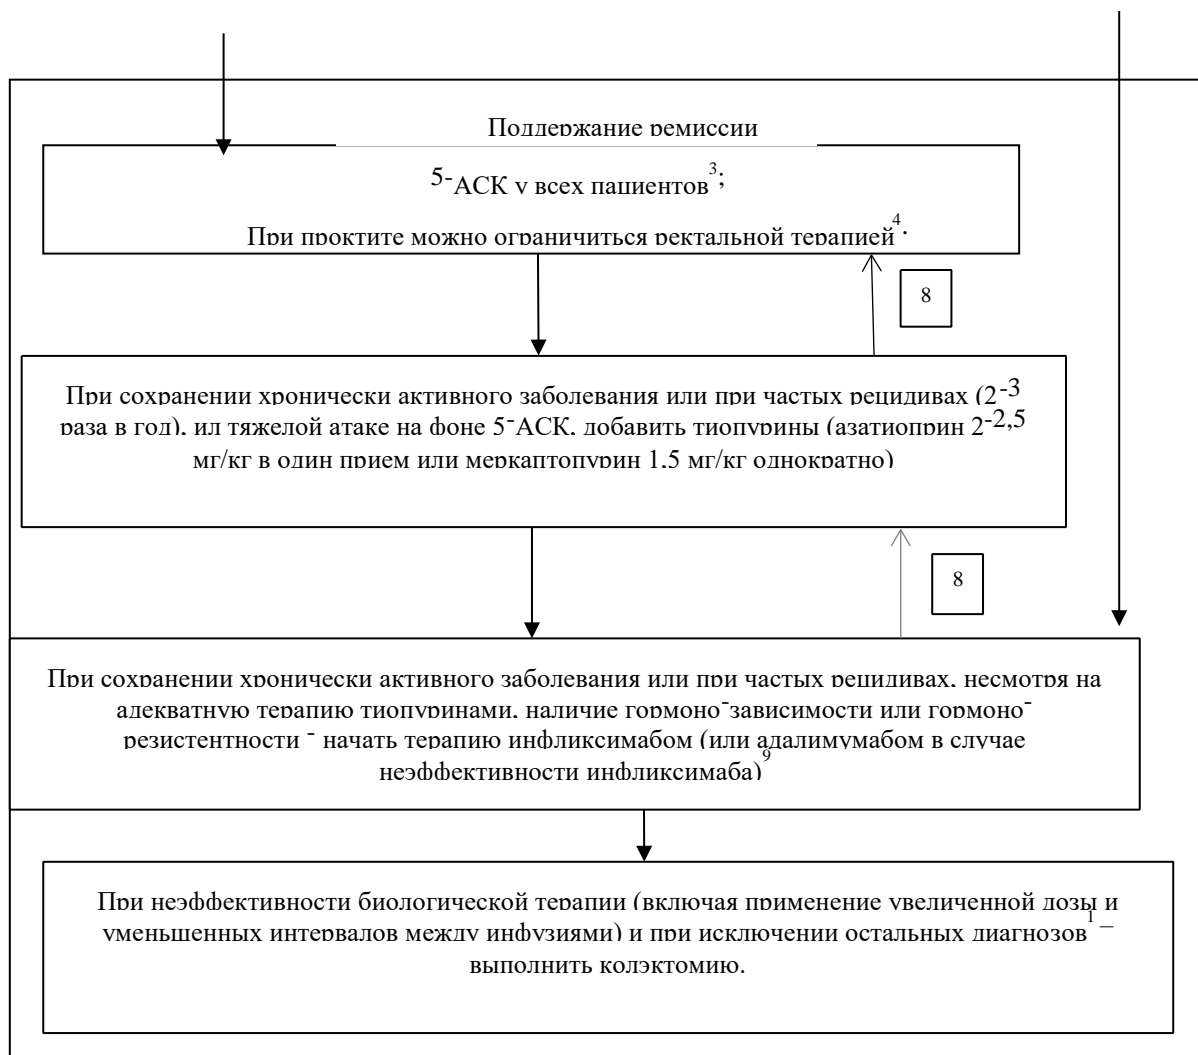 Поддержание ремиссии
5-АСК у всех пациентов3;
При проктите можно ограничиться ректальной терапией4.
8
При сохранении хронически активного заболевания или при частых рецидивах (2-3
раза в год), ил тяжелой атаке на фоне 5-АСК, добавить тиопурины (азатиоприн 2-2,5
мг/кг в один прием или меркаптопурин 1,5 мг/кг однократно)
8
При сохранении хронически активного заболевания или при частых рецидивах, несмотря на
адекватную терапию тиопуринами, наличие гормоно-зависимости или гормоно-
резистентности - начать терапию инфликсимабом (или адалимумабом в случае
неэффективности инфликсимаба)9
При неэффективности биологической терапии (включая применение увеличенной дозы и
уменьшенных интервалов между инфузиями) и при исключении остальных диагнозов1 –
выполнить колэктомию.